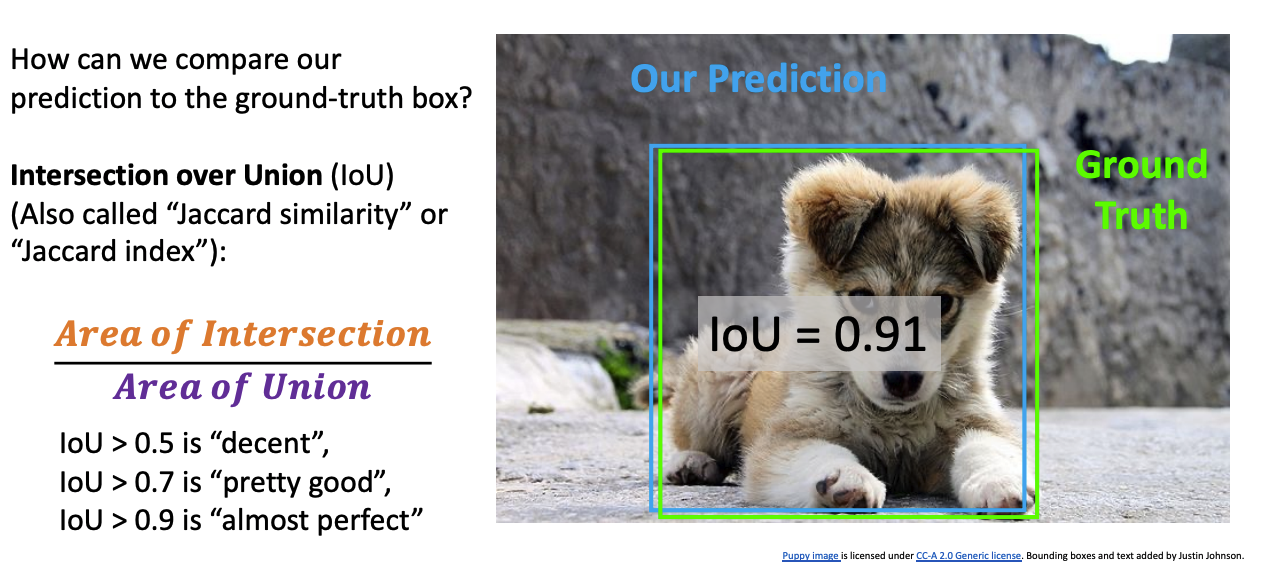 How can we compare our
prediction to the ground-truth box?
Intersection over Union (IoU)
(Also called “Jaccard similarity” or
“Jaccard index”):
Area of Intersection
Area of Union
IoU > 0.5 is “decent”,
IoU > 0.7 is “pretty good”,
IoU > 0.9 is “almost perfect”
Our Prediction
Ground
Truth
IoU = 0.91
Puppy image is licensed under CC-A 2.0 Generic license. Bounding boxes and text added by Justin Johnson.